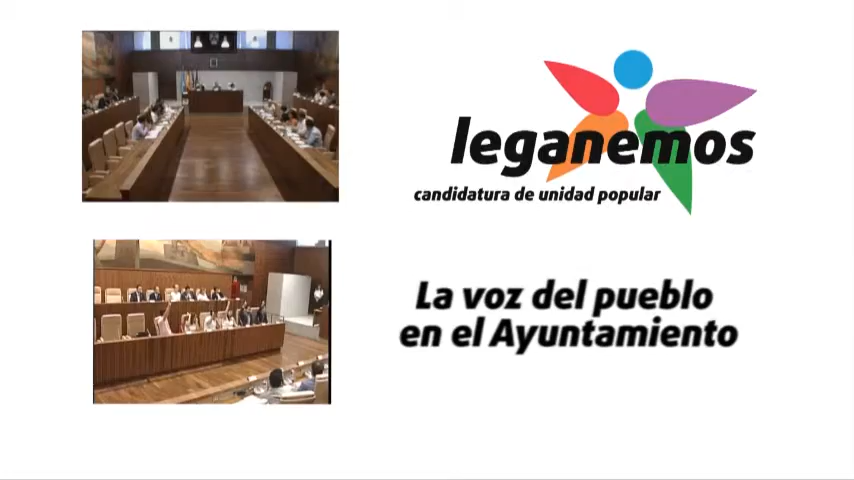 leganemos
candidatura de unidad popular
La voz del pueblo
en el Ayuntamiento